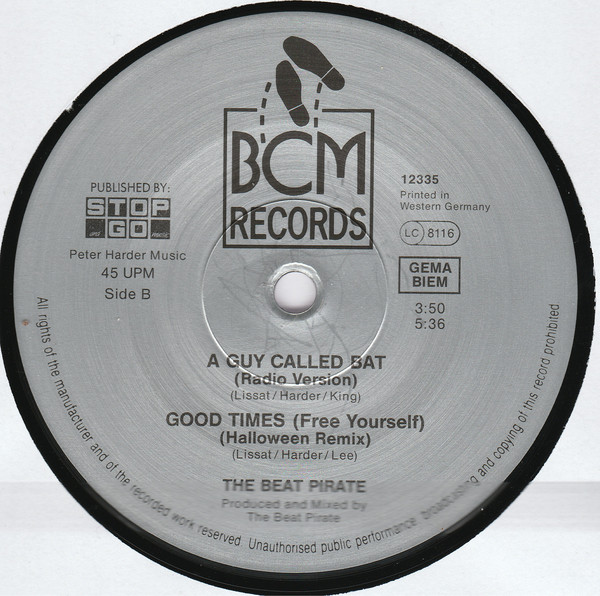 BCM
RECORDS
PUBLISHED BY:
STOP
GO
Peter Harder Music
45 UPM
Side B
12335
Printed in
Western Germany
LC 8116
GEMA
BIEM
3:50
5:36
A GUY CALLED BAT
(Radio Version)
(Lissat/Harder/King)
GOOD TIMES (Free Yourself)
(Halloween Remix)
(Lissat/Harder/Lee)
THE BEAT PIRATE
Produced and Mixed by
The Beat Pirate
All rights of the manufacturer and of the recorded work reserved. Unauthorised public performance broadcasting and copying of this record prohibited